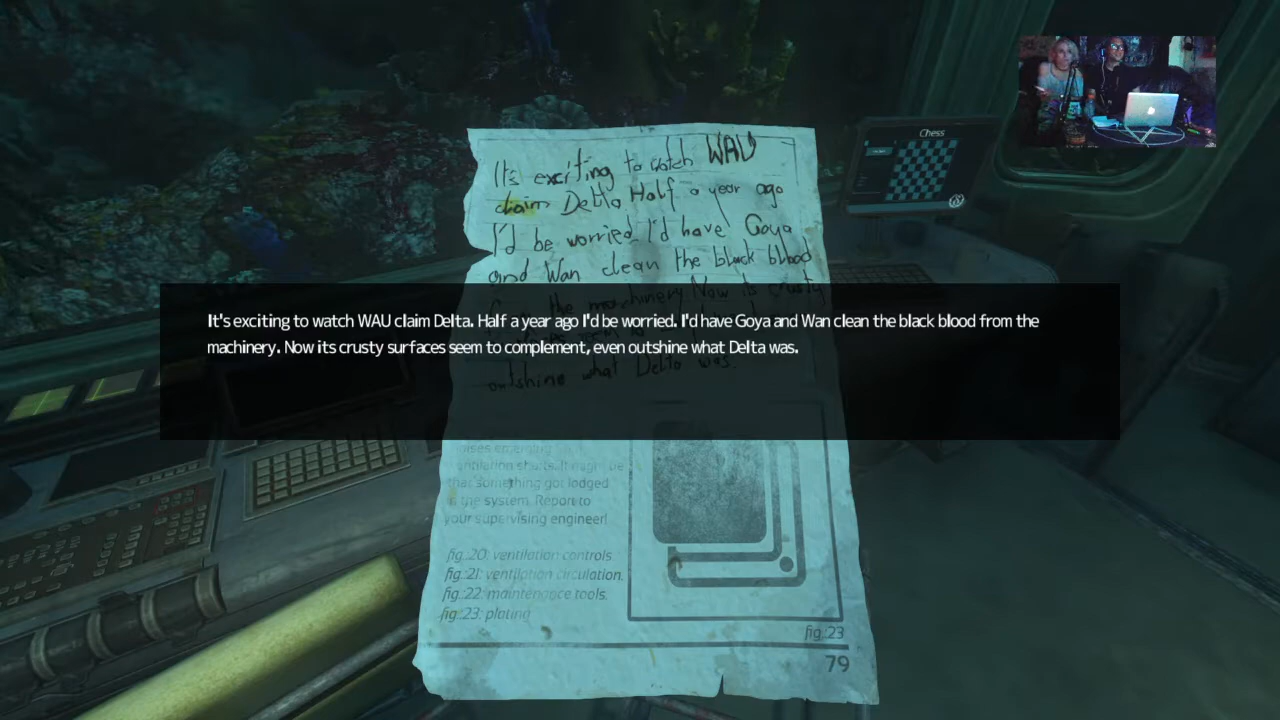 Chess
It's exciting to watch WAU
claim Delta Half a year ago
I'd be worried I'd have Goya
and Wan clean the black blood
from the machinery Now its crusty
It's exciting to watch WAU claim Delta. Half a year ago I'd be worried. I'd have Goya and Wan clean the black blood from the
machinery. Now its crusty surfaces seem to complement, even outshine what Delta was.
outshine what Delta was.
ventilation shafts. It might be
that something got lodged
in the system. Report to
your supervising engineer!
fig.:20: ventilation controls.
fig.:21: ventilation circulation.
fig.:22: maintenance tools.
fig.:23: plating
fig.:23
79